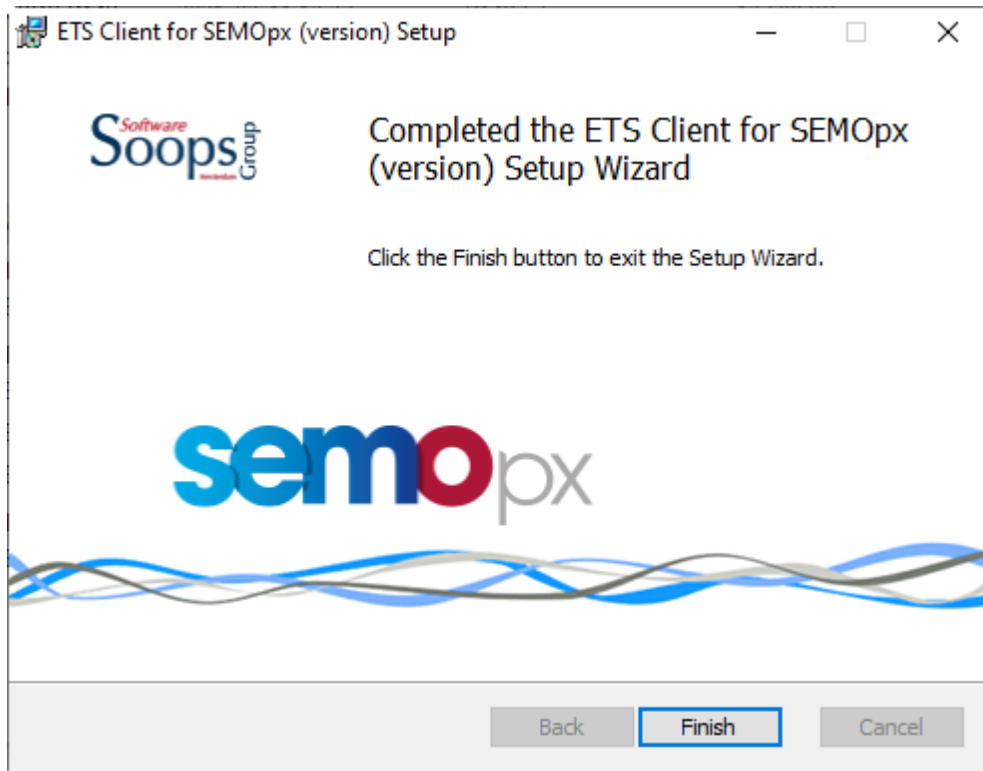 ETS Client for SEMOpx (version) Setup
Software
Soops
Group
Amsterdam
Completed the ETS Client for SEMOpx
(version) Setup Wizard
Click the Finish button to exit the Setup Wizard.
semopx
Back
Finish
Cancel